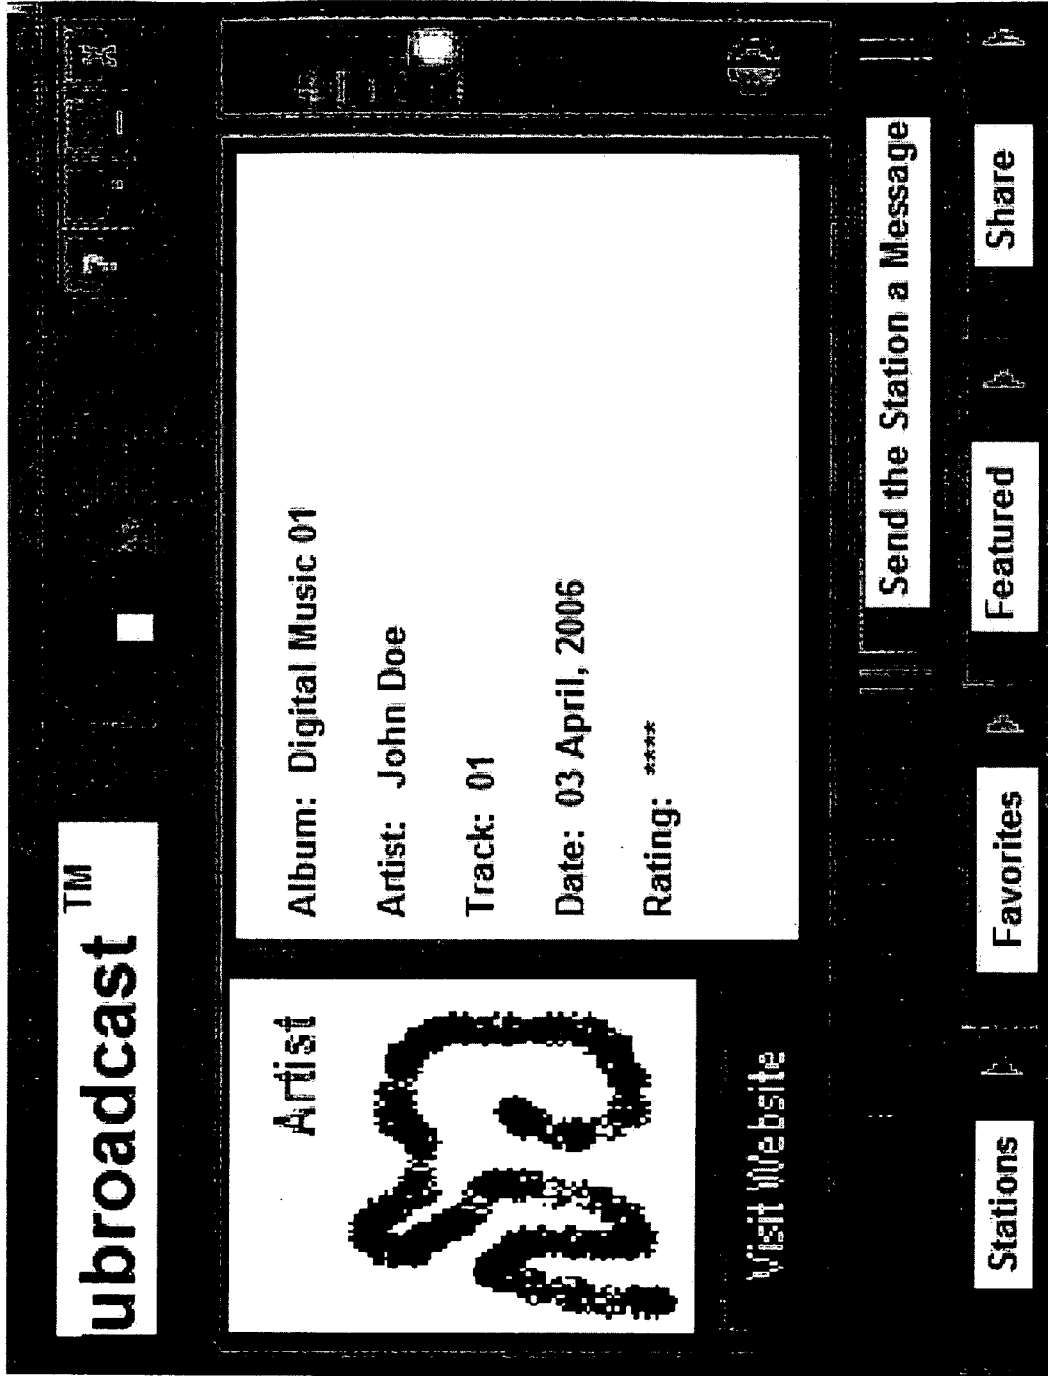 ubroadcast TM
?
Artist
Album: Digital Music 01
Artist: John Doe
Track: 01
Date: 03 April, 2006
Rating: ****
Visit Website
Send the Station a Message
Stations
Favorites
Featured
Share